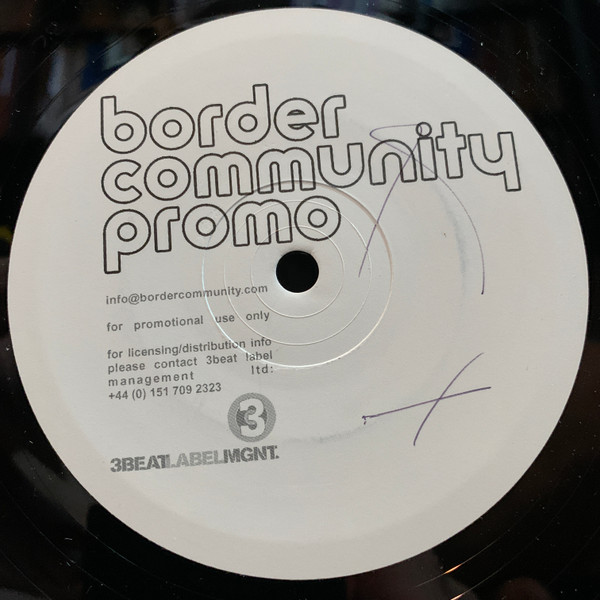 border
community
promo
info@bordercommunity.com
for promotional use only
for licensing/distribution info
please contact 3beat label
management ltd:
+44 (0) 151 709 2323
3
3BEATLABELMGNT.